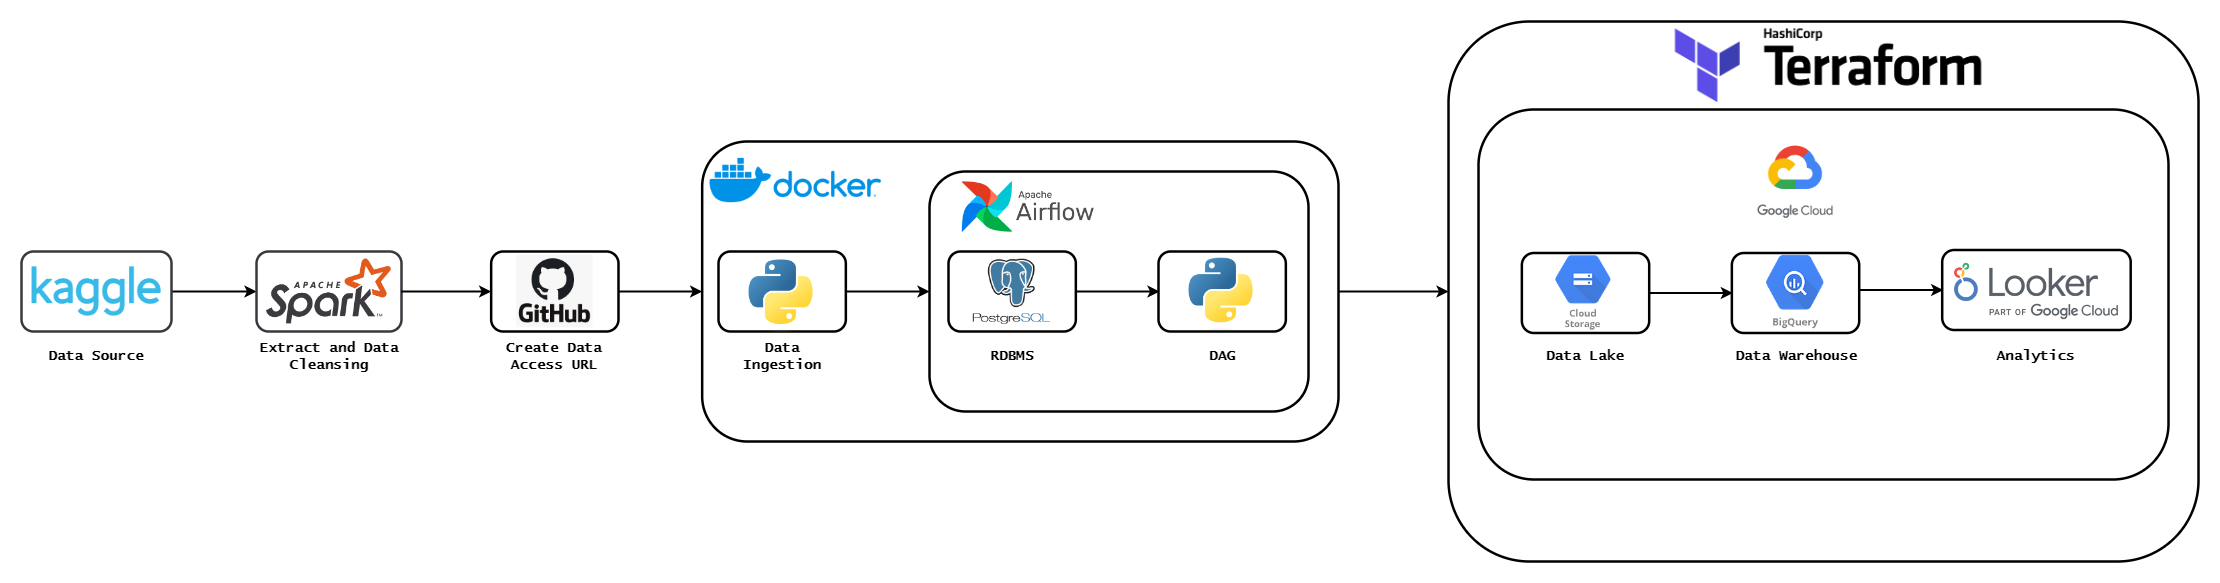 HashiCorp
Terraform
docker
Apache
Airflow
Google Cloud
kaggle
APACHE
Spark
TM
GitHub
PostgreSQL
Cloud
Storage
BigQuery
Looker
PART OF Google Cloud
Data Source
Extract and Data
Cleansing
Create Data
Access URL
Data
Ingestion
RDBMS
DAG
Data Lake
Data Warehouse
Analytics